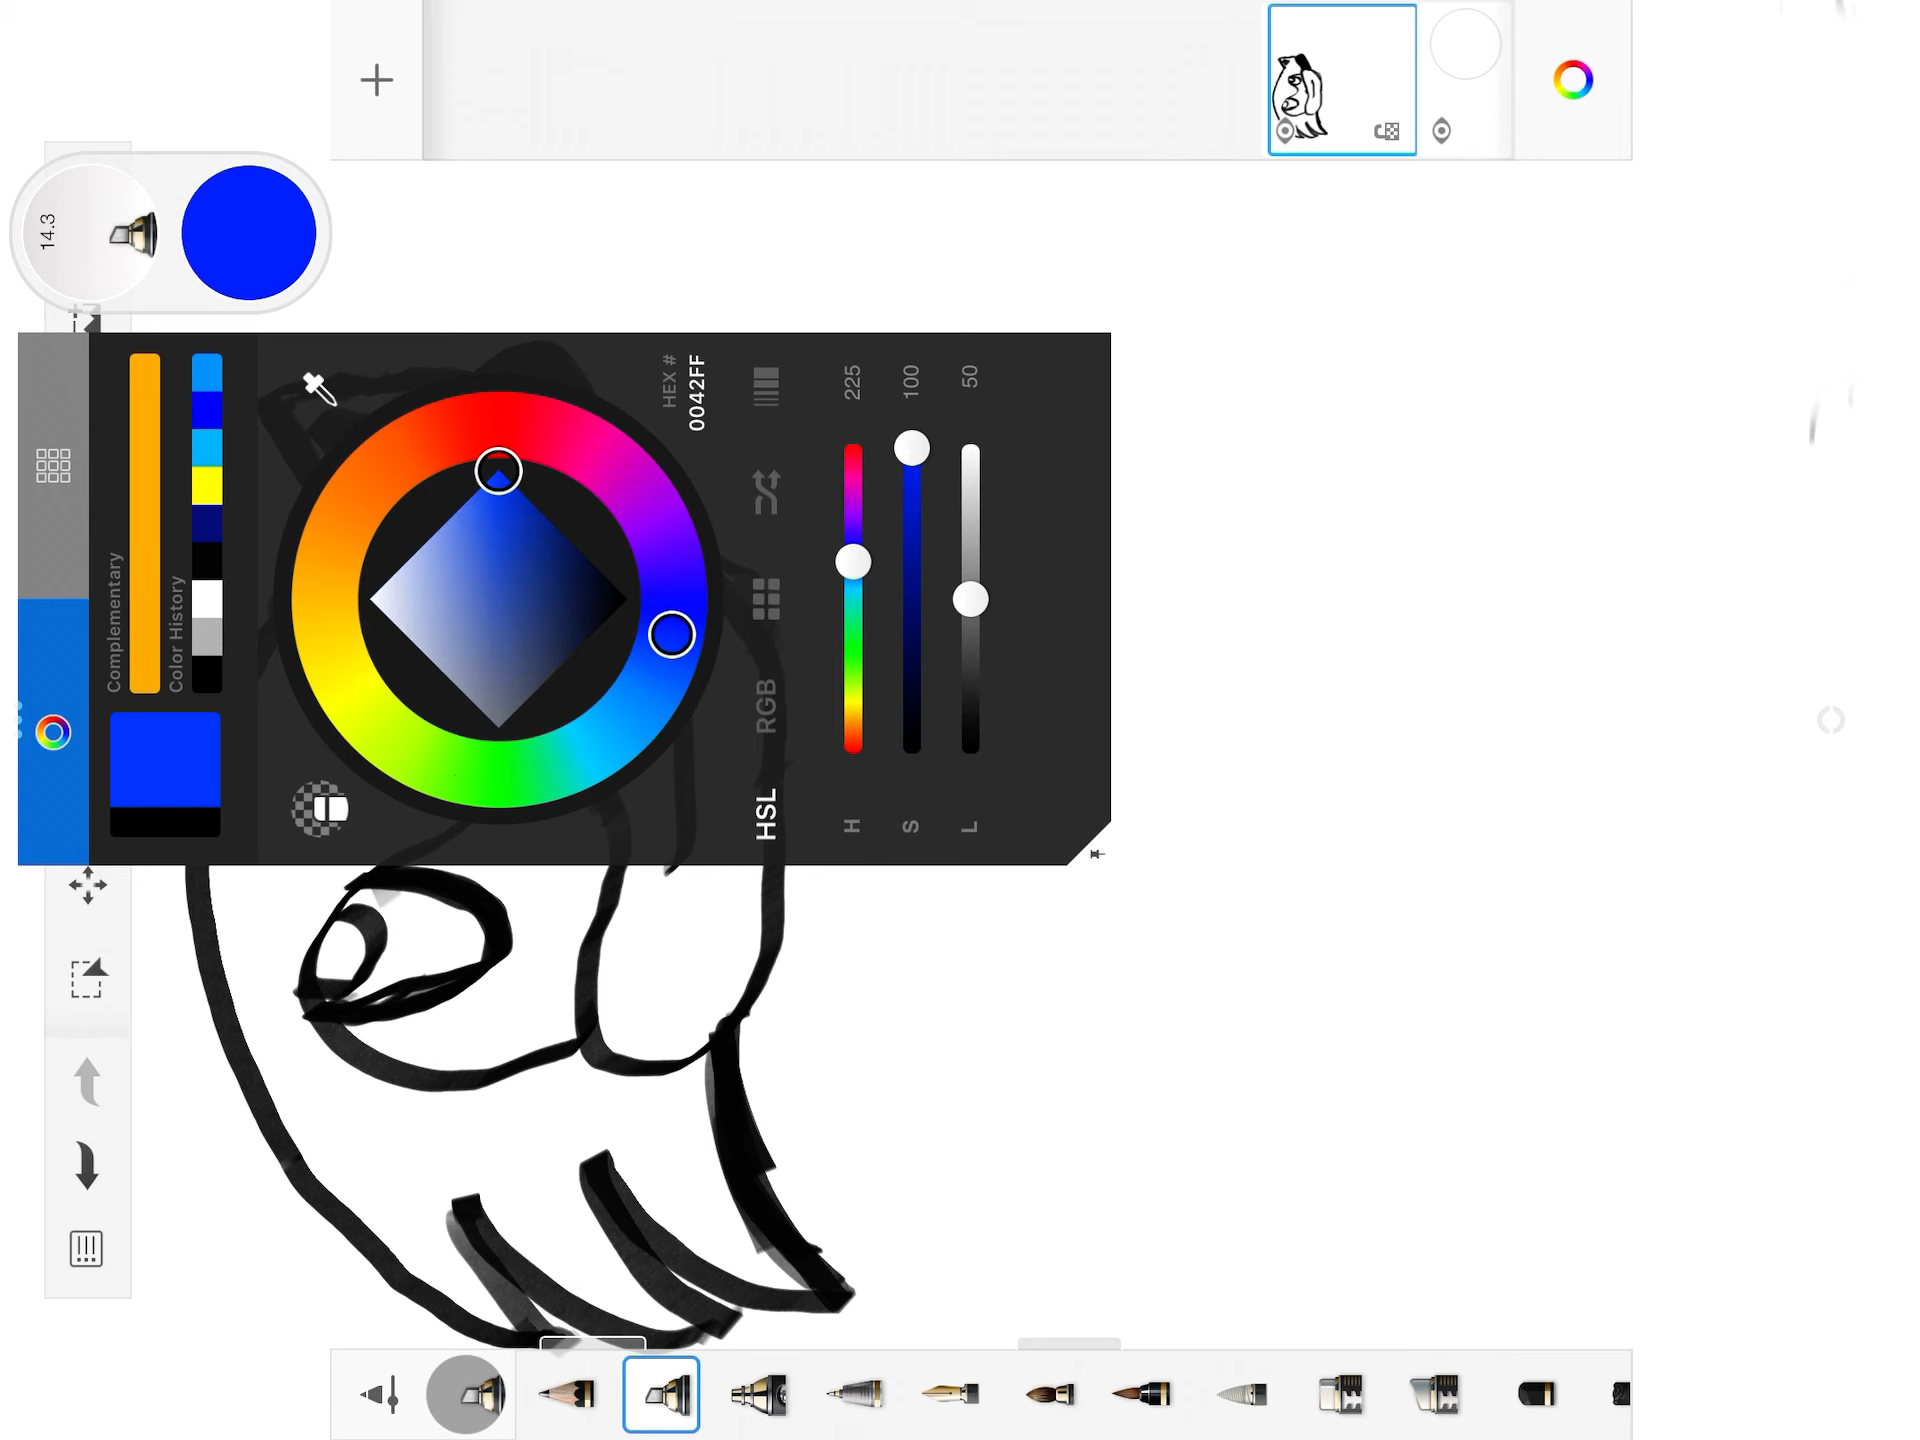 14.3
Complementary
Color History
HEX #
0042FF
HSL
RGB
H
225
S
100
L
50